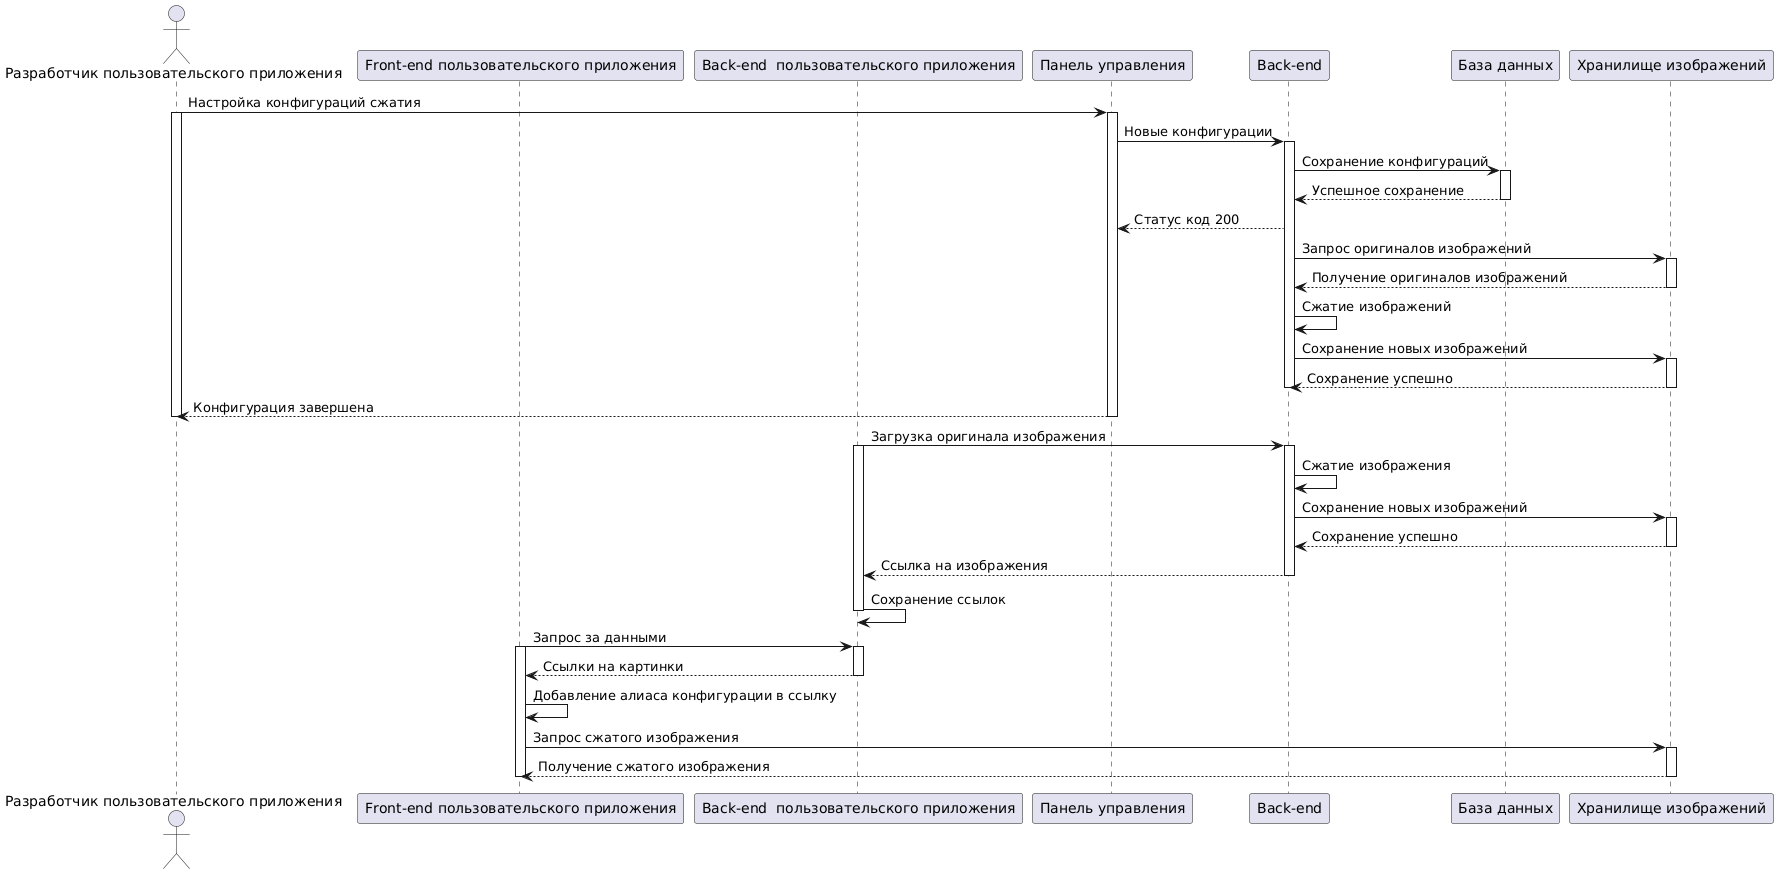 Разработчик пользовательского приложения
Front-end пользовательского приложения
Back-end  пользовательского приложения
Панель управления
Back-end
База данных
Хранилище изображений
Настройка конфигураций сжатия
Новые конфигурации
Сохранение конфигураций
Успешное сохранение
Статус код 200
Запрос оригиналов изображений
Получение оригиналов изображений
Сжатие изображений
Сохранение новых изображений
Сохранение успешно
Конфигурация завершена
Загрузка оригинала изображения
Сжатие изображения
Сохранение новых изображений
Сохранение успешно
Ссылка на изображения
Сохранение ссылок
Запрос за данными
Ссылки на картинки
Добавление алиаса конфигурации в ссылку
Запрос сжатого изображения
Получение сжатого изображения
Разработчик пользовательского приложения
Front-end пользовательского приложения
Back-end  пользовательского приложения
Панель управления
Back-end
База данных
Хранилище изображений